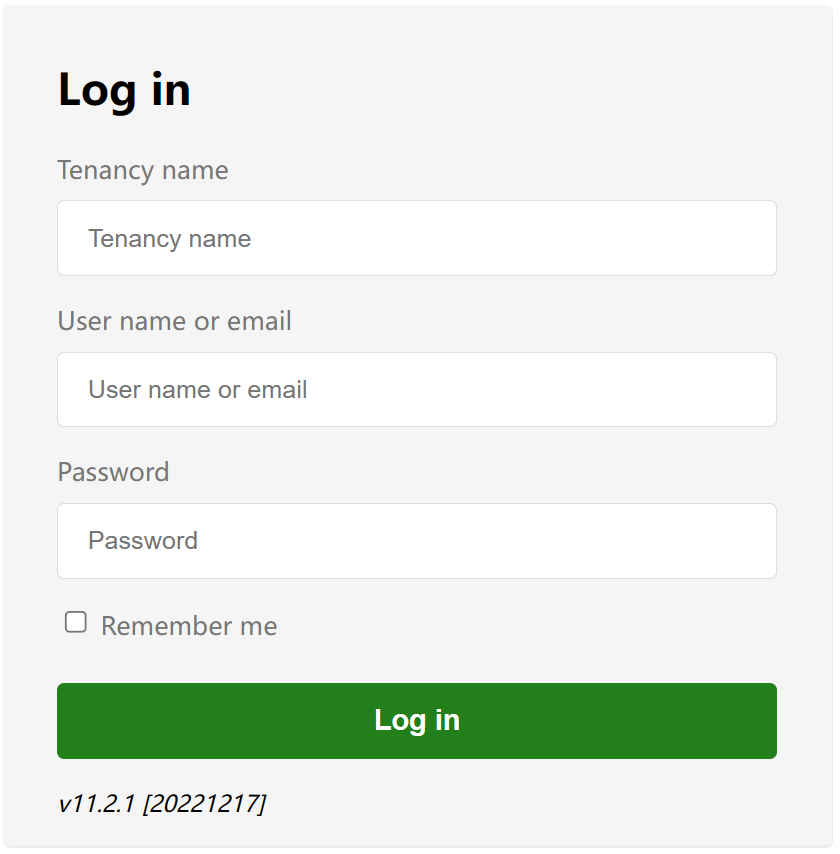 Log in
Tenancy name
Tenancy name
User name or email
User name or email
Password
Password
Remember me
Log in
v11.2.1 [20221217]